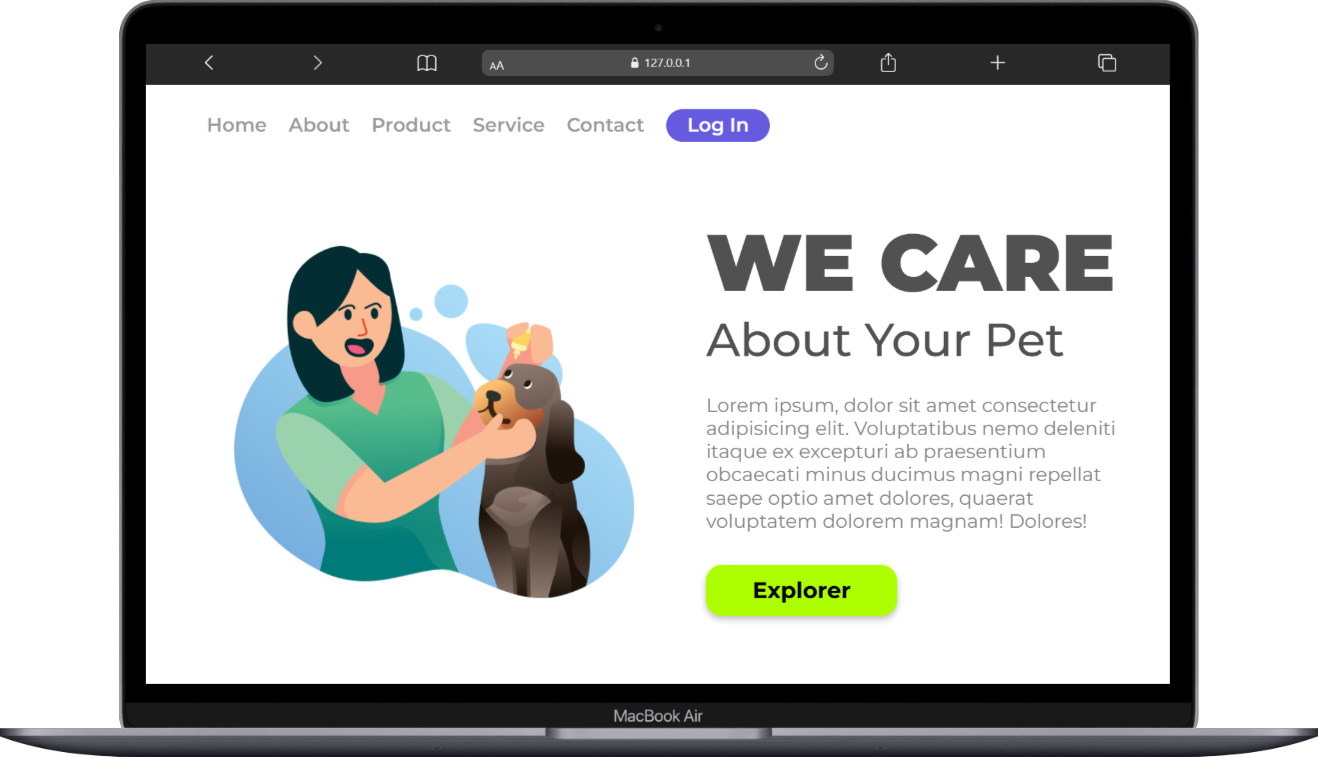 AA 127.0.0.1
Home About Product Service Contact Log In
WE CARE
About Your Pet
Lorem ipsum, dolor sit amet consectetur
adipisicing elit. Voluptatibus nemo deleniti
itaque ex excepturi ab praesentium
obcaecati minus ducimus magni repellat
saepe optio amet dolores, quaerat
voluptatem dolorem magnam! Dolores!
Explorer
MacBook Air